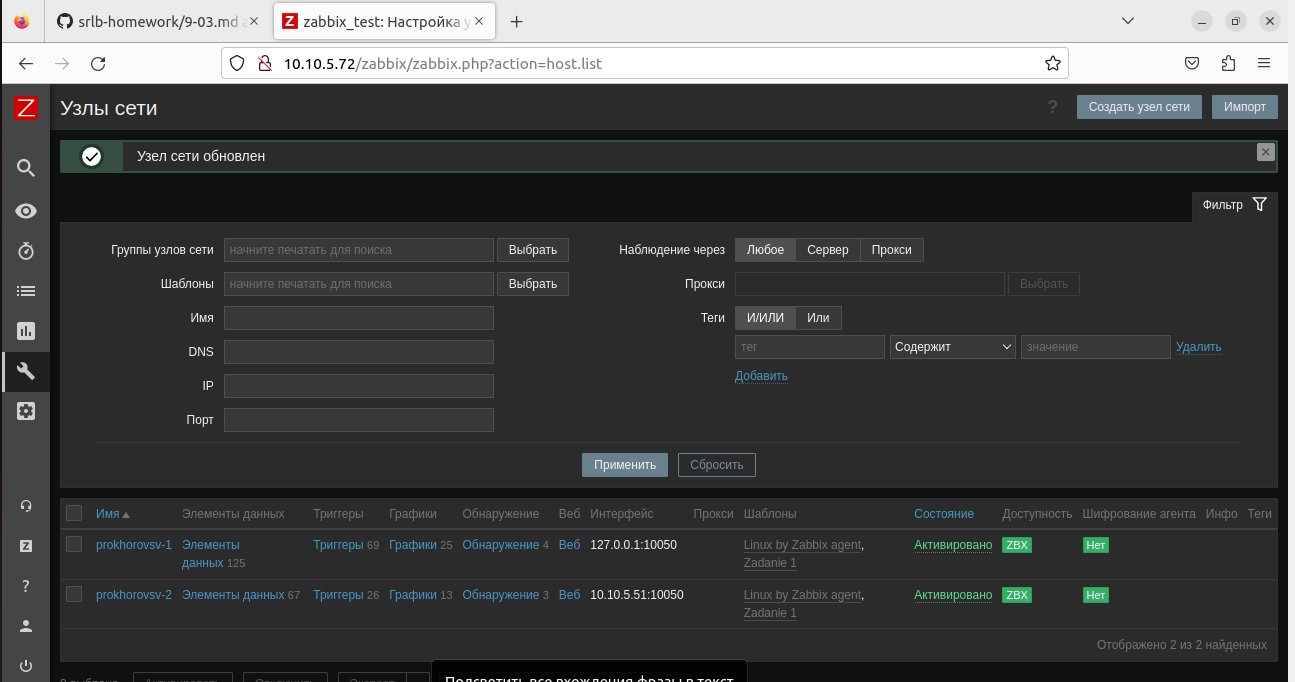 srlb-homework/9-03.md a
zabbix_test: Настройка у
10.10.5.72/zabbix/zabbix.php?action=host.list
Z
Узлы сети
?
Создать узел сети
Импорт
Узел сети обновлен
Фильтр
Группы узлов сети
начните печатать для поиска
Выбрать
Наблюдение через
Любое
Сервер
Прокси
Шаблоны
начните печатать для поиска
Выбрать
Прокси
Выбрать
Имя
Теги
И/ИЛИ
Или
DNS
тег
Содержит
значение
Удалить
IP
Добавить
Порт
Применить
Сбросить
Имя Элементы данных Триггеры Графики Обнаружение Веб Интерфейс Прокси Шаблоны Состояние Доступность Шифрование агента Инфо Теги
prokhorovsv-1 Элементы данных 125 Триггеры 69 Графики 25 Обнаружение 4 Веб 127.0.0.1:10050 Linux by Zabbix agent, Zadanie 1 Активировано ZBX Нет
prokhorovsv-2 Элементы данных 67 Триггеры 26 Графики 13 Обнаружение 3 Веб 10.10.5.51:10050 Linux by Zabbix agent, Zadanie 1 Активировано ZBX Нет
Отображено 2 из 2 найденных
Z
?
Подсветить все вхождения фразы в текст